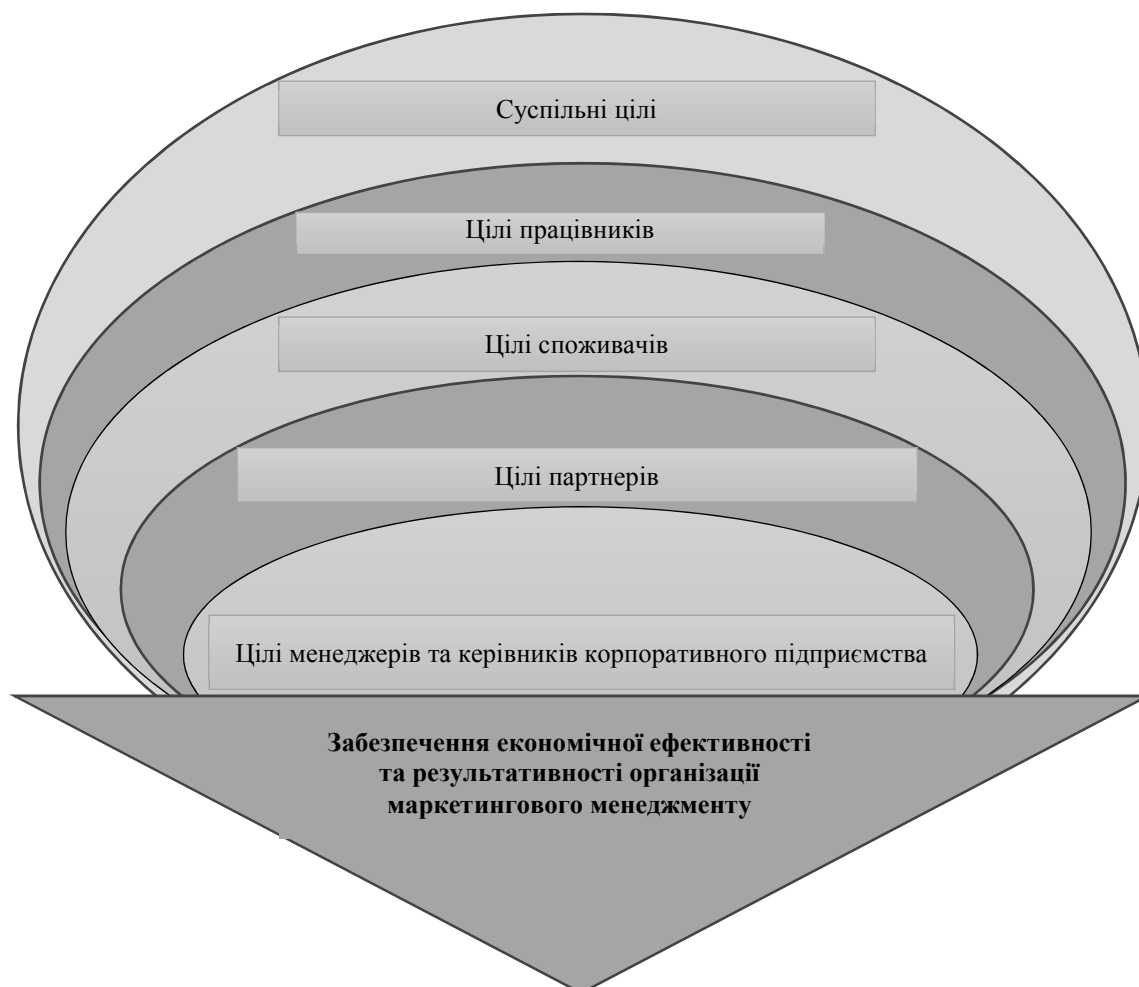 Суспільні цілі
Цілі працівників
Цілі споживачів
Цілі партнерів
Цілі менеджерів та керівників корпоративного підприємства
Забезпечення економічної ефективності
та результативності організації
маркетингового менеджменту